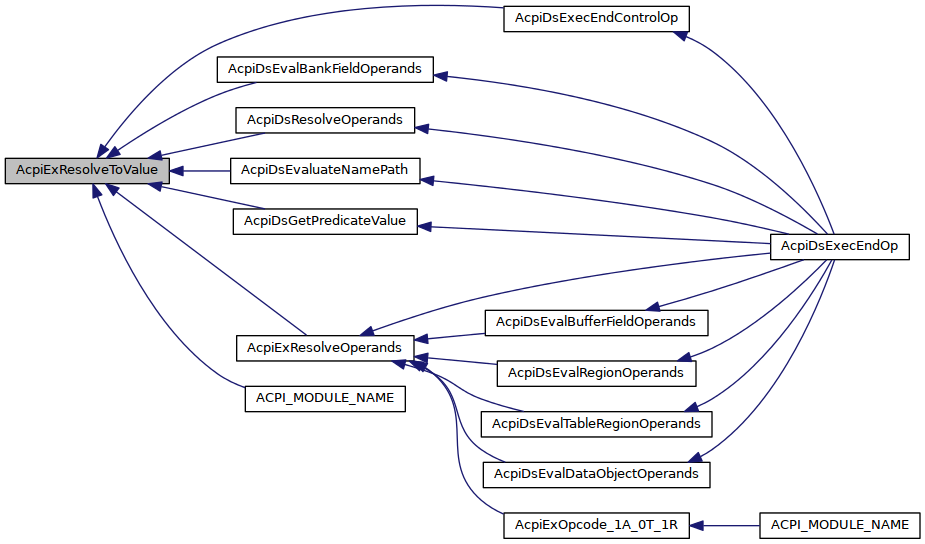 AcpiDsExecEndControlOp
AcpiDsEvalBankFieldOperands
AcpiDsResolveOperands
AcpiExResolveToValue
AcpiDsEvaluateNamePath
AcpiDsGetPredicateValue
AcpiDsExecEndOp
AcpiDsEvalBufferFieldOperands
AcpiExResolveOperands
AcpiDsEvalRegionOperands
ACPI_MODULE_NAME
AcpiDsEvalTableRegionOperands
AcpiDsEvalDataObjectOperands
AcpiExOpcode_1A_0T_1R
ACPI_MODULE_NAME